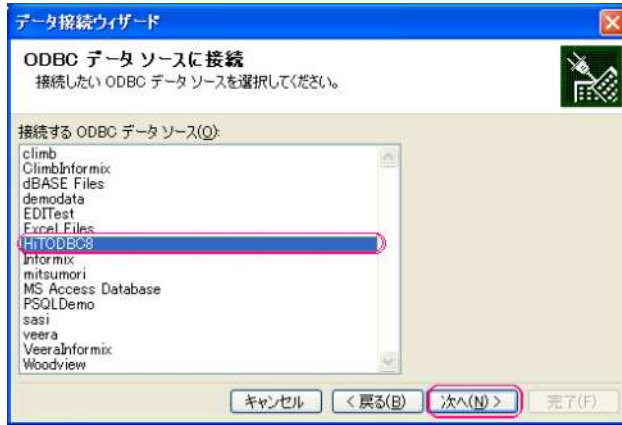 データ接続ウィザード
ODBC データ ソースに接続
接続したい ODBC データ ソースを選択してください。
接続する ODBC データ ソース(O):
climb
ClimbInformix
dBASE Files
demodata
EDITest
Excel Files
HiTODBC8
Informix
mitsumori
MS Access Database
PSQLDemo
sasi
veera
VeeraInformix
Woodview
キャンセル < 戻る(B) 次へ(N) > 完了(F)